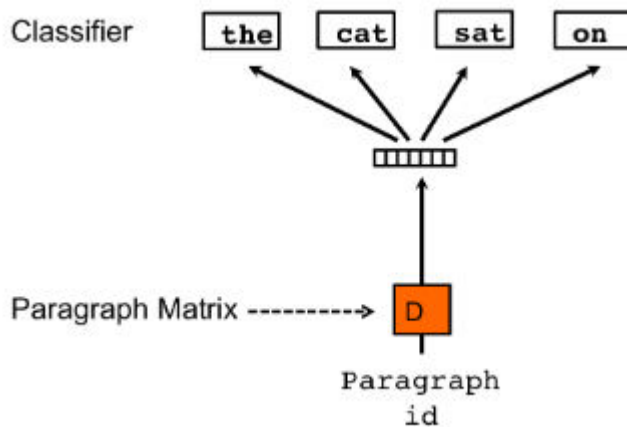 Classifier
the cat sat on
Paragraph Matrix
D
Paragraph
id